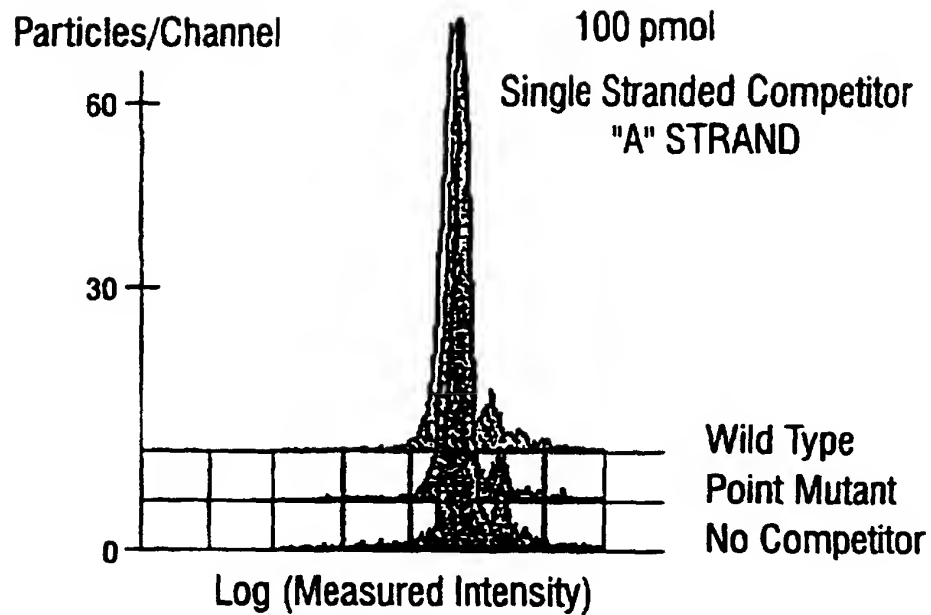 Particles/Channel
100 pmol
Single Stranded Competitor
"A" STRAND
60
30
0
Wild Type
Point Mutant
No Competitor
Log (Measured Intensity)